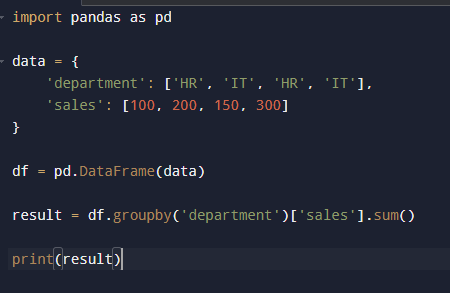 import pandas as pd
data = {
    'department': ['HR', 'IT', 'HR', 'IT'],
    'sales': [100, 200, 150, 300]
}
df = pd.DataFrame(data)
result = df.groupby('department')['sales'].sum()
print(result)